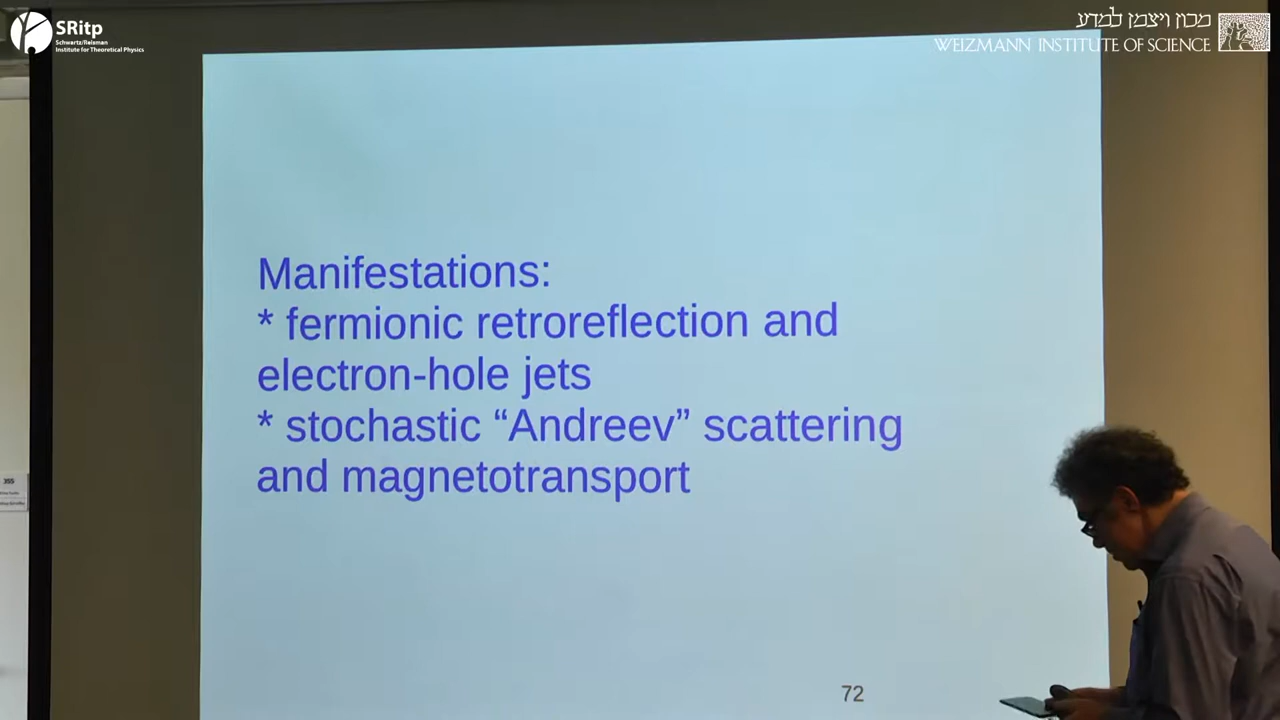 SRitp
Schwartz/Reisman
Institute for Theoretical Physics
מכון ויצמן למדע
WEIZMANN INSTITUTE OF SCIENCE
Manifestations:
* fermionic retroreflection and
electron-hole jets
* stochastic “Andreev” scattering
and magnetotransport
355
72